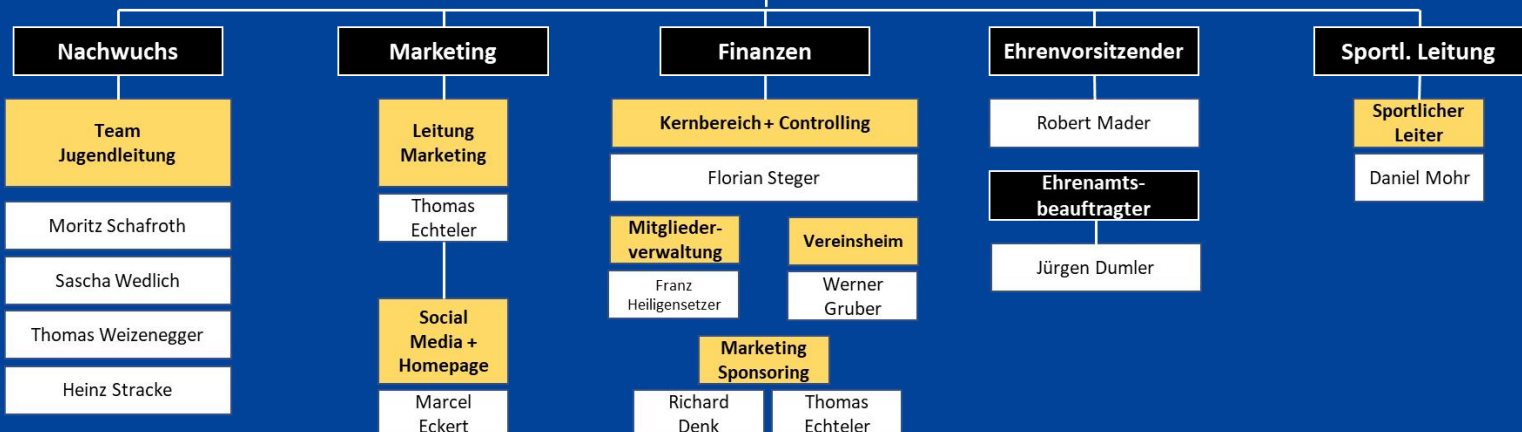 Nachwuchs
Team
Jugendleitung
Moritz Schafroth
Sascha Wedlich
Thomas Weizenegger
Heinz Stracke
Marketing
Leitung
Marketing
Thomas
Echteler
Social
Media +
Homepage
Marcel
Eckert
Finanzen
Kernbereich + Controlling
Florian Steger
Mitglieder-
verwaltung
Franz
Heiligensetzer
Vereinsheim
Werner
Gruber
Marketing
Sponsoring
Richard
Denk
Thomas
Echteler
Ehrenvorsitzender
Robert Mader
Ehrenamts-
beauftragter
Jürgen Dumler
Sportl. Leitung
Sportlicher
Leiter
Daniel Mohr